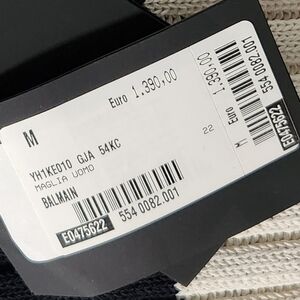 Euro 1.390,00
M
YH1KE010 GJA 54KC
MAGLIA UOMO
22
BALMAIN
554 0082.001
E0475622
1.390,00
Euro
M
554 0082.001
E0475622